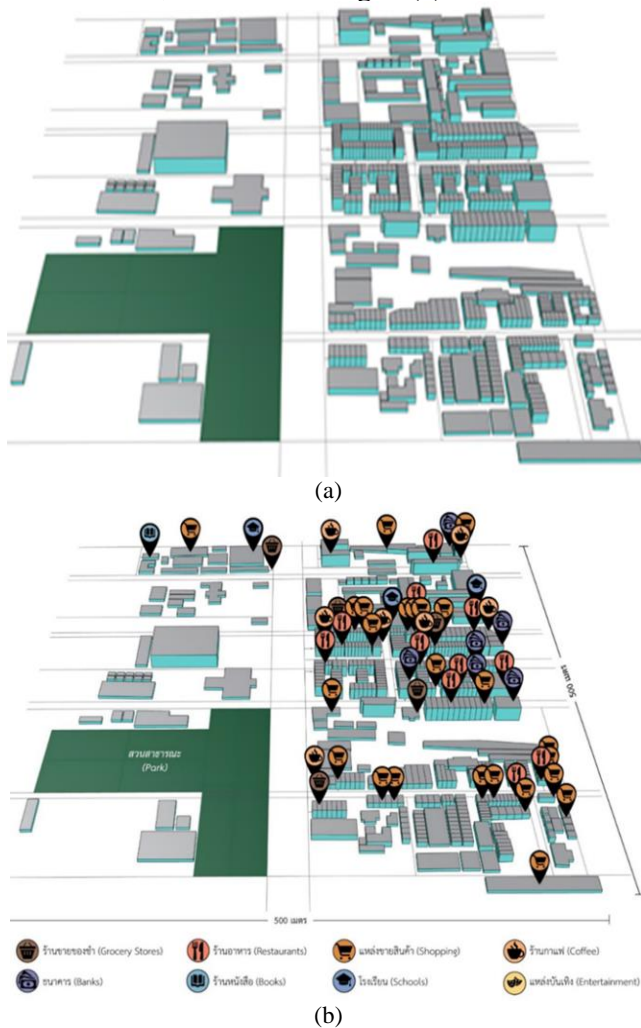 (a)
500 เมตร
สวนสาธารณะ
(Park)
500 เมตร
ร้านขายของชำ (Grocery Stores)
ร้านอาหาร (Restaurants)
แหล่งขายสินค้า (Shopping)
ร้านกาแฟ (Coffee)
ธนาคาร (Banks)
ร้านหนังสือ (Books)
โรงเรียน (Schools)
แหล่งบันเทิง (Entertainment)
(b)